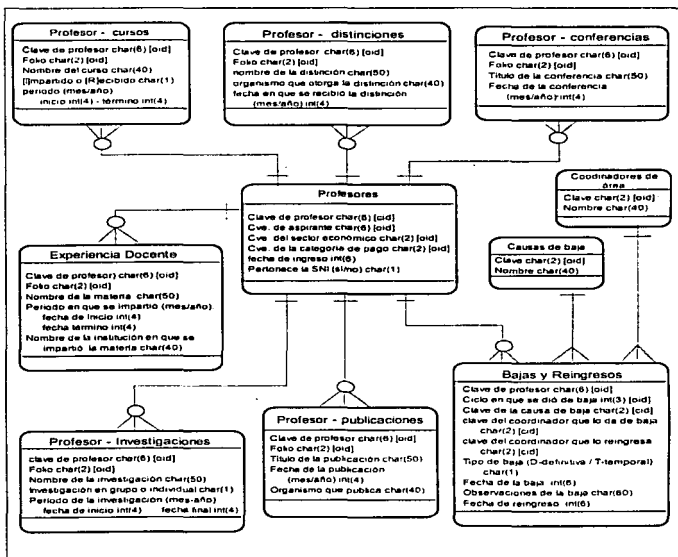 Profesor - cursos
Clave de profesor char(6) [oid]
Folio char(2) [oid]
Nombre del curso char(40)
[I]mpartido o [R]ecibido char(1)
periodo (mes/año)
inicio int(4) - término int(4)
Profesor - distinciones
Clave de profesor char(6) [oid]
Folio char(2) [oid]
nombre de la distinción char(50)
organismo que otorga la distinción char(40)
fecha en que se recibió la distinción
(mes/año) int(4)
Profesor - conferencias
Clave de profesor char(6) [oid]
Folio char(2) [oid]
Título de la conferencia char(50)
Fecha de la conferencia
(mes/año) int(4)
Profesores
Clave de profesor char(6) [oid]
Cve. de aspirante char(6) [oid]
Cve. del sector económico char(2) [oid]
Cve. de la categoría de pago char(2) [oid]
fecha de ingreso int(6)
Pertenece la SNI (si/no) char(1)
Coodinadores de
área
Clave char(2) [oid]
Nombre char(40)
Causas de baja
Clave char(2) [oid]
Nombre char(40)
Experiencia Docente
Clave de profesor) char(6) [oid]
Folio char(2) [oid]
Nombre de la materia char(50)
Periodo en que se impartió (mes/año)
fecha de inicio int(4)
fecha término int(4)
Nombre de la institución en que se
impartió la materia char(40)
Profesor - Investigaciones
clave de profesor char(6) [oid]
Folio char(2) [oid]
Nombre de la investigación char(50)
Investigación en grupo o individual char(1)
Periodo de la investigación (mes-año)
fecha de inicio int(4) fecha final int(4)
Profesor - publicaciones
Clave de profesor char(6) [oid]
Folio char(2) [oid]
Título de la publicación char(50)
Fecha de la publicación
(mes/año) int(4)
Organismo que publica char(40)
Bajas y Reingresos
Clave de profesor char(6) [oid]
Ciclo en que se dió de baja int(3) [oid]
Clave de la causa de baja char(2) [oid]
clave del coordinador que lo da de baja
char(2) [oid]
clave del coordinador que lo reingresa
char(2) [oid]
Tipo de baja (D-definitiva / T-temporal)
char(1)
Fecha de la baja int(6)
Observaciones de la baja char(60)
Fecha de reingreso int(6)